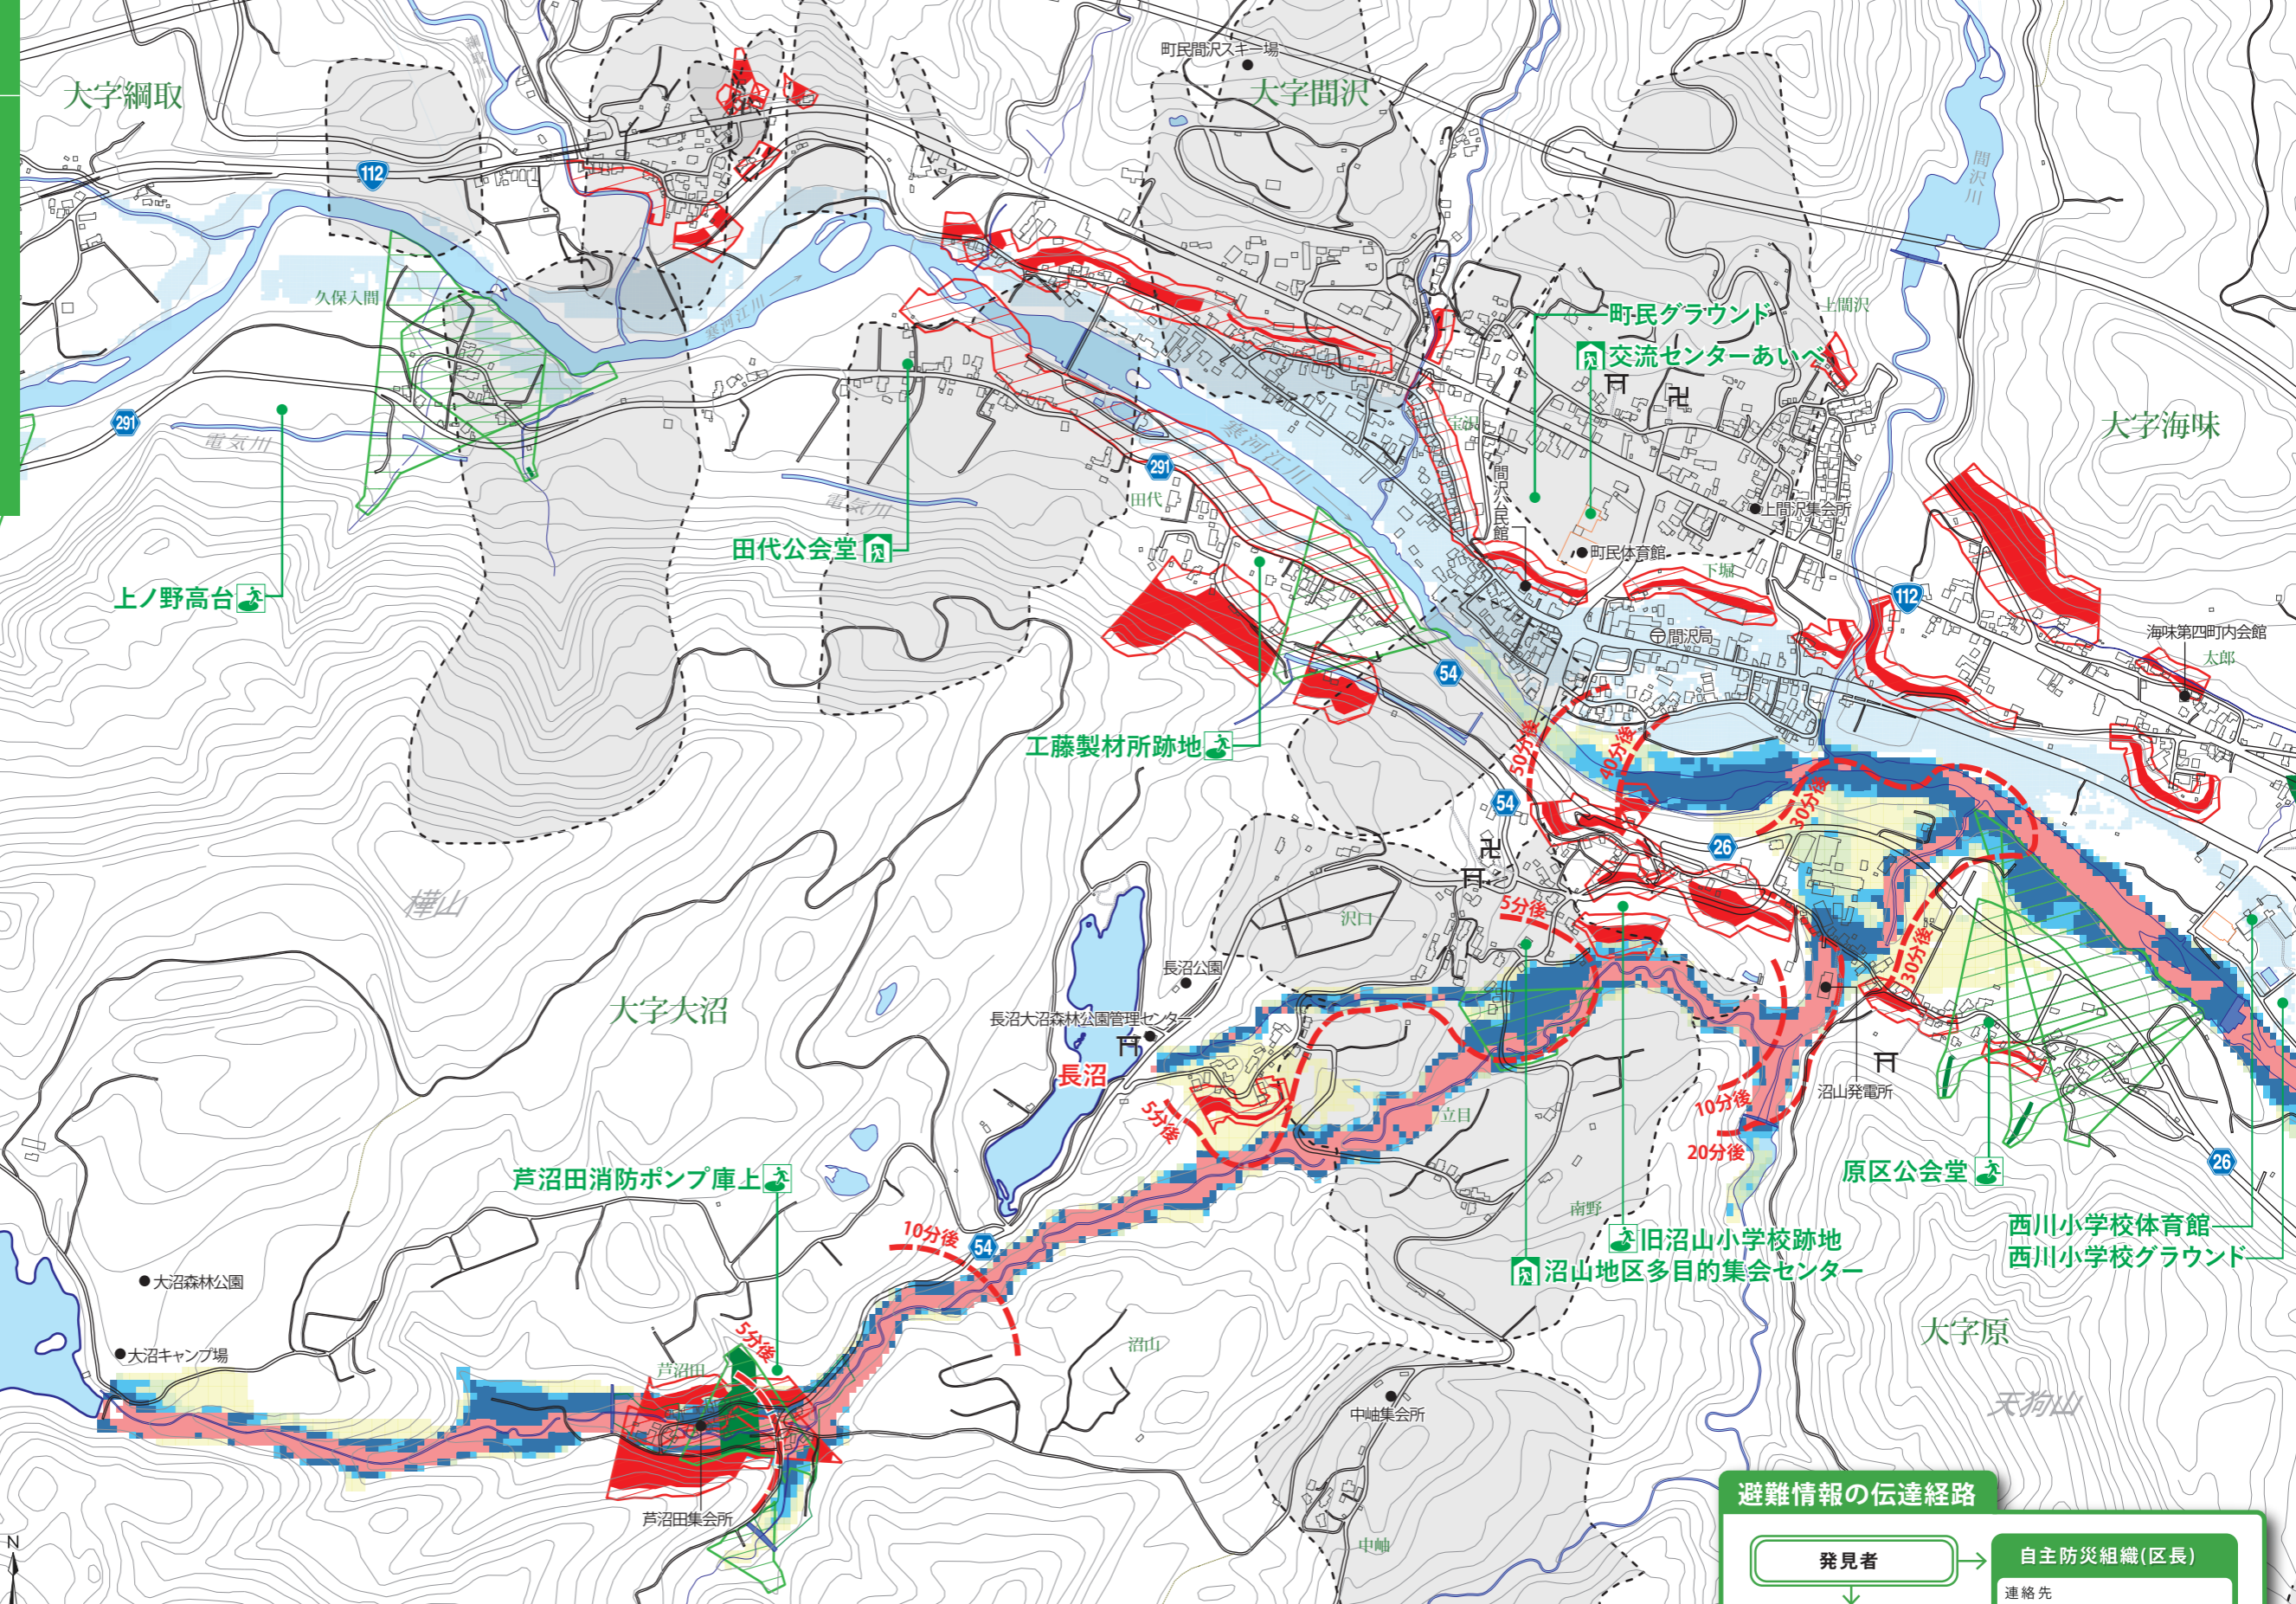 町民間沢スキー場
大字綱取
大字間沢
綱取川
112
間沢川
久保入間
寒河江川
町民グラウンド
上間沢
交流センターあいべ
291
電気川
宝沢
寒河江川
大字海味
291
田代
電気川
間沢公民館
上間沢集会所
田代公会堂
町民体育館
下堀
上ノ野高台
112
間沢局
海味第四町内会館
太郎
54
工藤製材所跡地
50分後
40分後
54
30分後
26
樺山
5分後
沢口
30分後
長沼公園
大字大沼
長沼大沼森林公園管理センター
長沼
5分後
立目
10分後
沼山発電所
20分後
26
芦沼田消防ポンプ庫上
原区公会堂
南野
10分後
54
旧沼山小学校跡地
西川小学校体育館
沼山地区多目的集会センター
西川小学校グラウンド
大沼森林公園
5分後
大字原
大沼キャンプ場
芦沼田
沼山
天狗山
中岫集会所
芦沼田集会所
中岫
N
避難情報の伝達経路
発見者
自主防災組織(区長)
連絡先